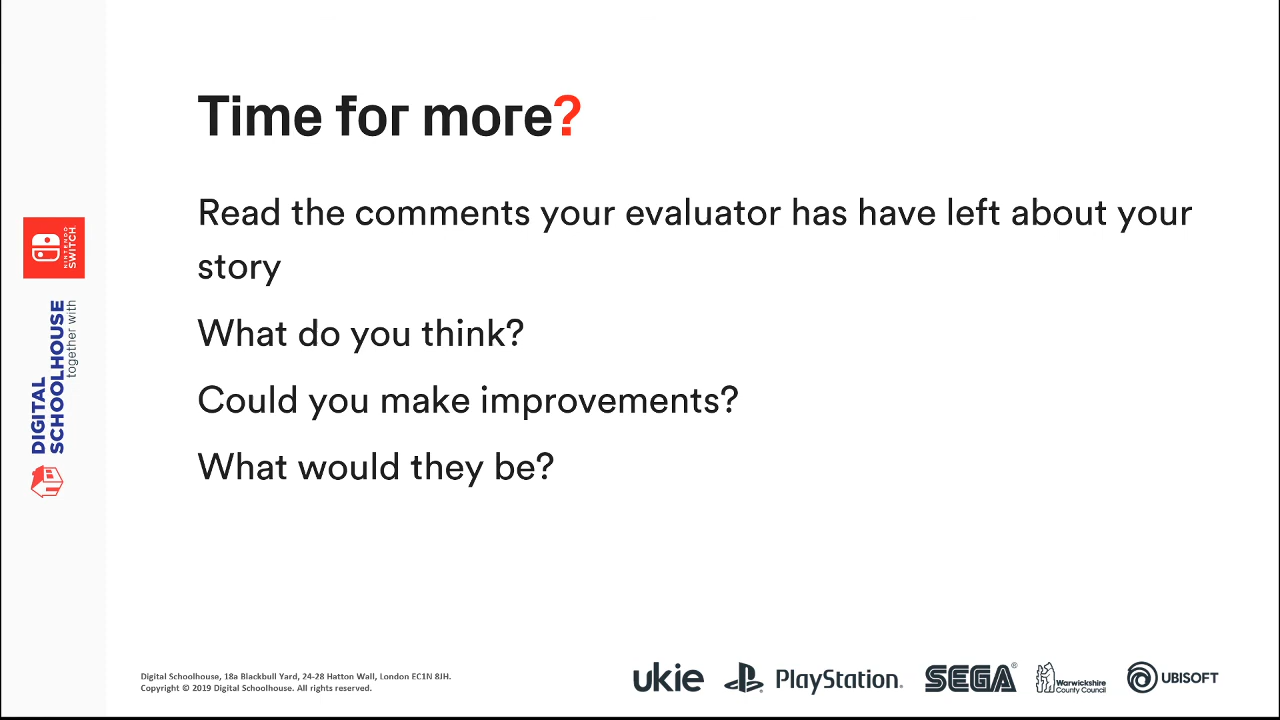 Time for more?
Read the comments your evaluator has have left about your
story
What do you think?
Could you make improvements?
What would they be?
NINTENDO
SWITCH
DIGITAL
SCHOOLHOUSE
together with
Digital Schoolhouse, 18a Blackbull Yard, 24-28 Hatton Wall, London EC1N 8JH.
Copyright © 2019 Digital Schoolhouse. All rights reserved.
ukie
PlayStation®
SEGA®
Warwickshire
County Council
UBISOFT